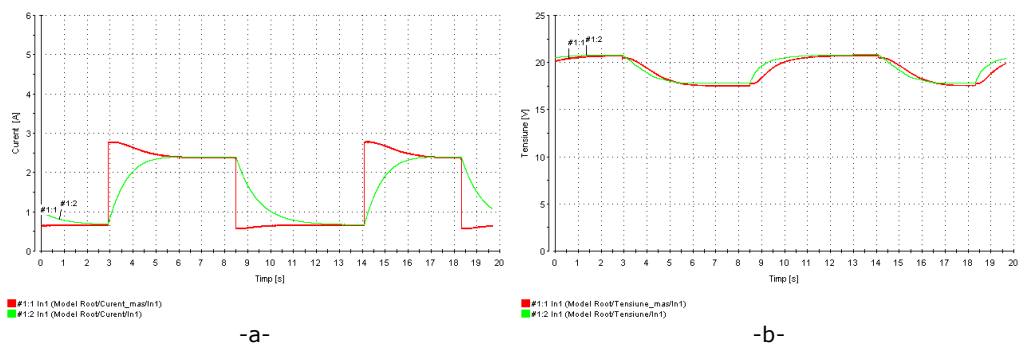 6
5
4
3
2
1
0
Curent [A]
#1:1
#1:2
0 1 2 3 4 5 6 7 8 9 10 11 12 13 14 15 16 17 18 19 20
Timp [s]
#1:1 In1 (Model Root/Curent_mas/In1)
#1:2 In1 (Model Root/Curent/In1)
-a-
25
20
15
10
5
0
Tensiune [V]
#1:1
#1:2
0 1 2 3 4 5 6 7 8 9 10 11 12 13 14 15 16 17 18 19 20
Timp [s]
#1:1 In1 (Model Root/Tensiune_mas/In1)
#1:2 In1 (Model Root/Tensiune/In1)
-b-